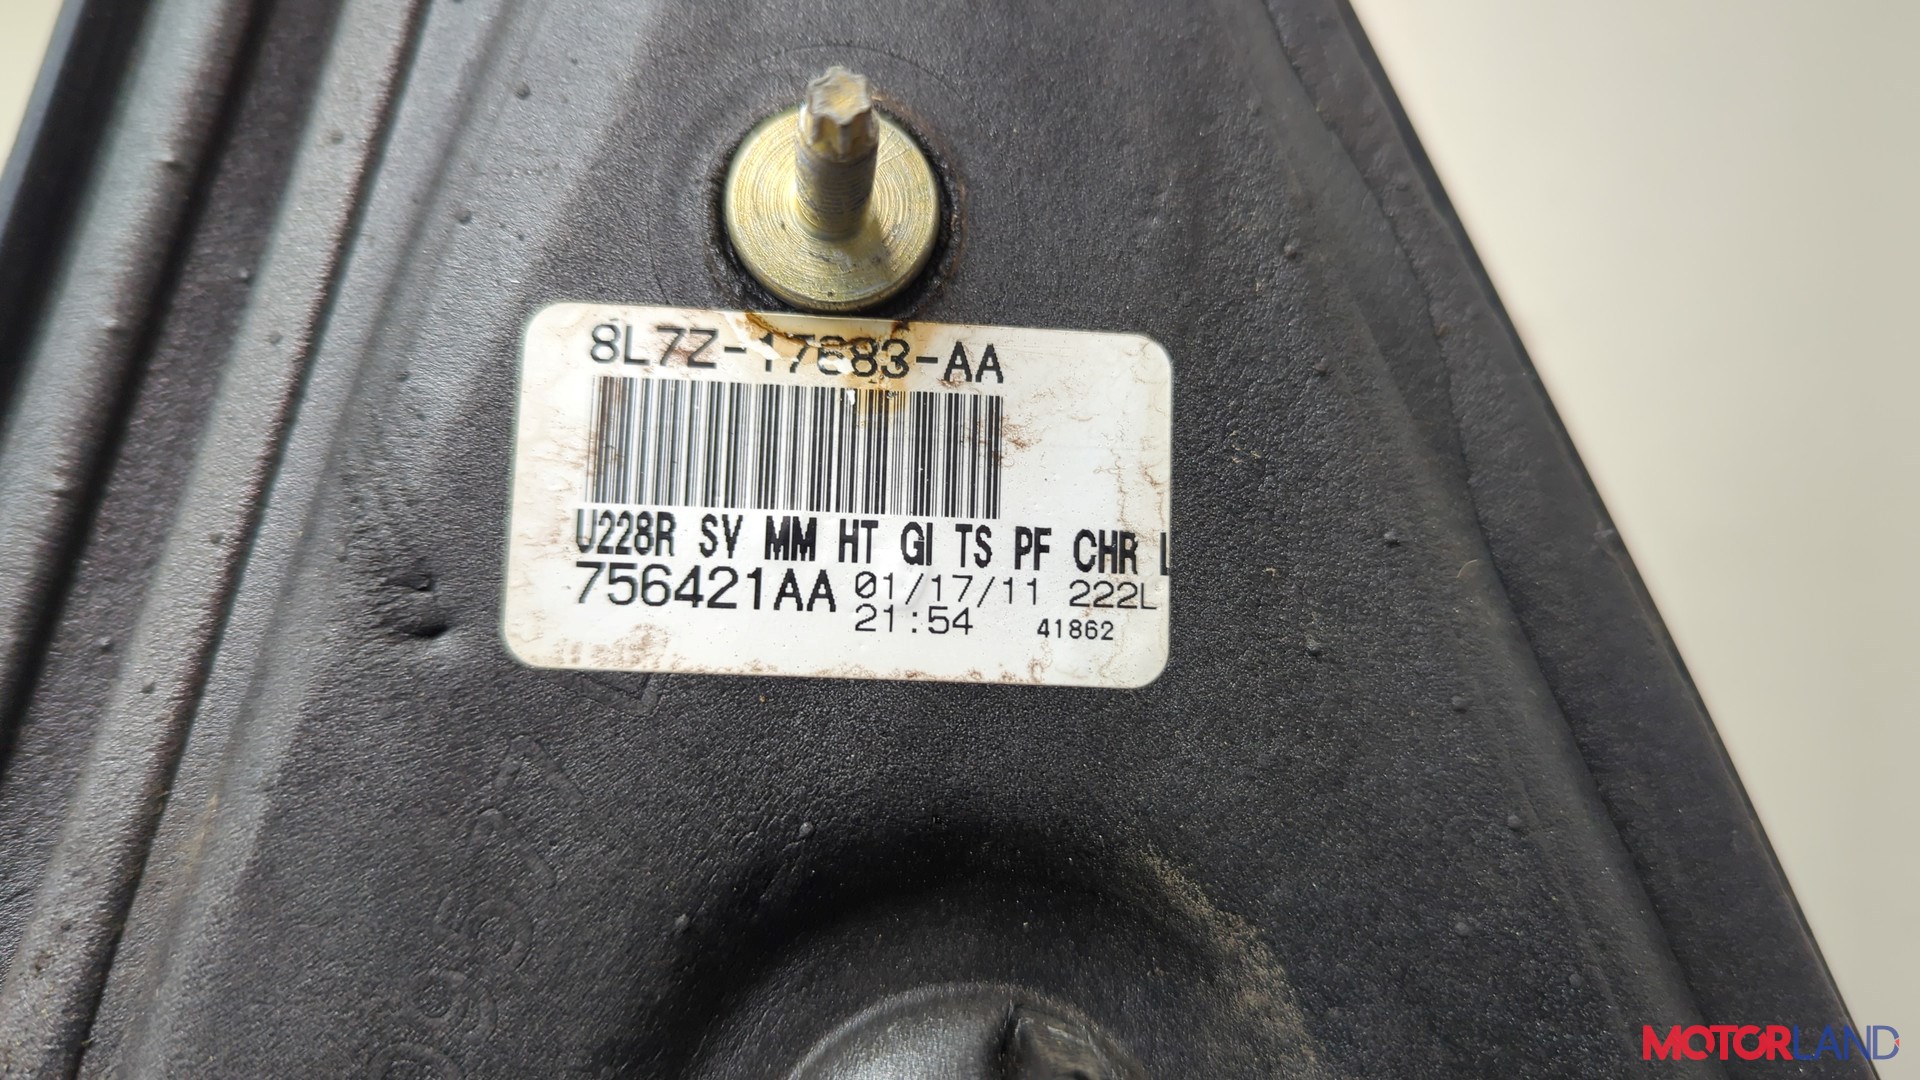 8L7Z-17683-AA
U228R SV MM HT GI TS PF CHR L
756421AA 01/17/11 222L
21:54 41862
MOTORLAND